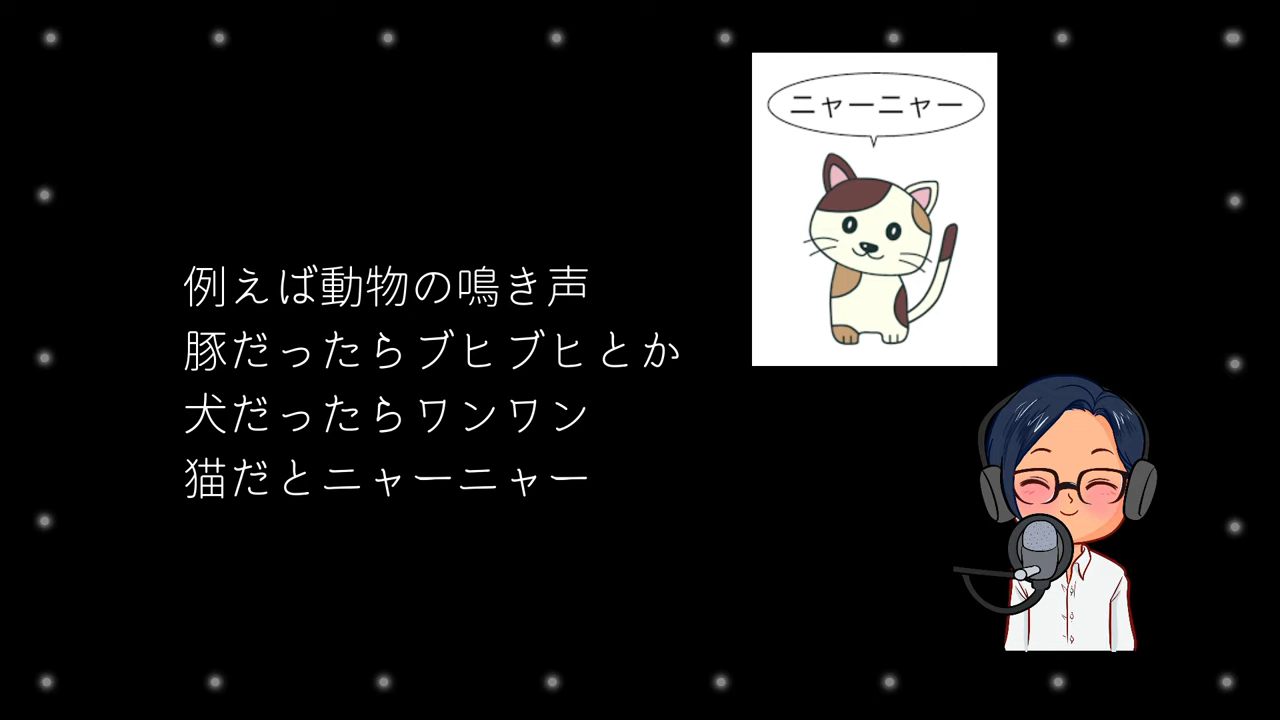 ニャーニャー
例えば動物の鳴き声
豚だったらブヒブヒとか
犬だったらワンワン
猫だとニャーニャー